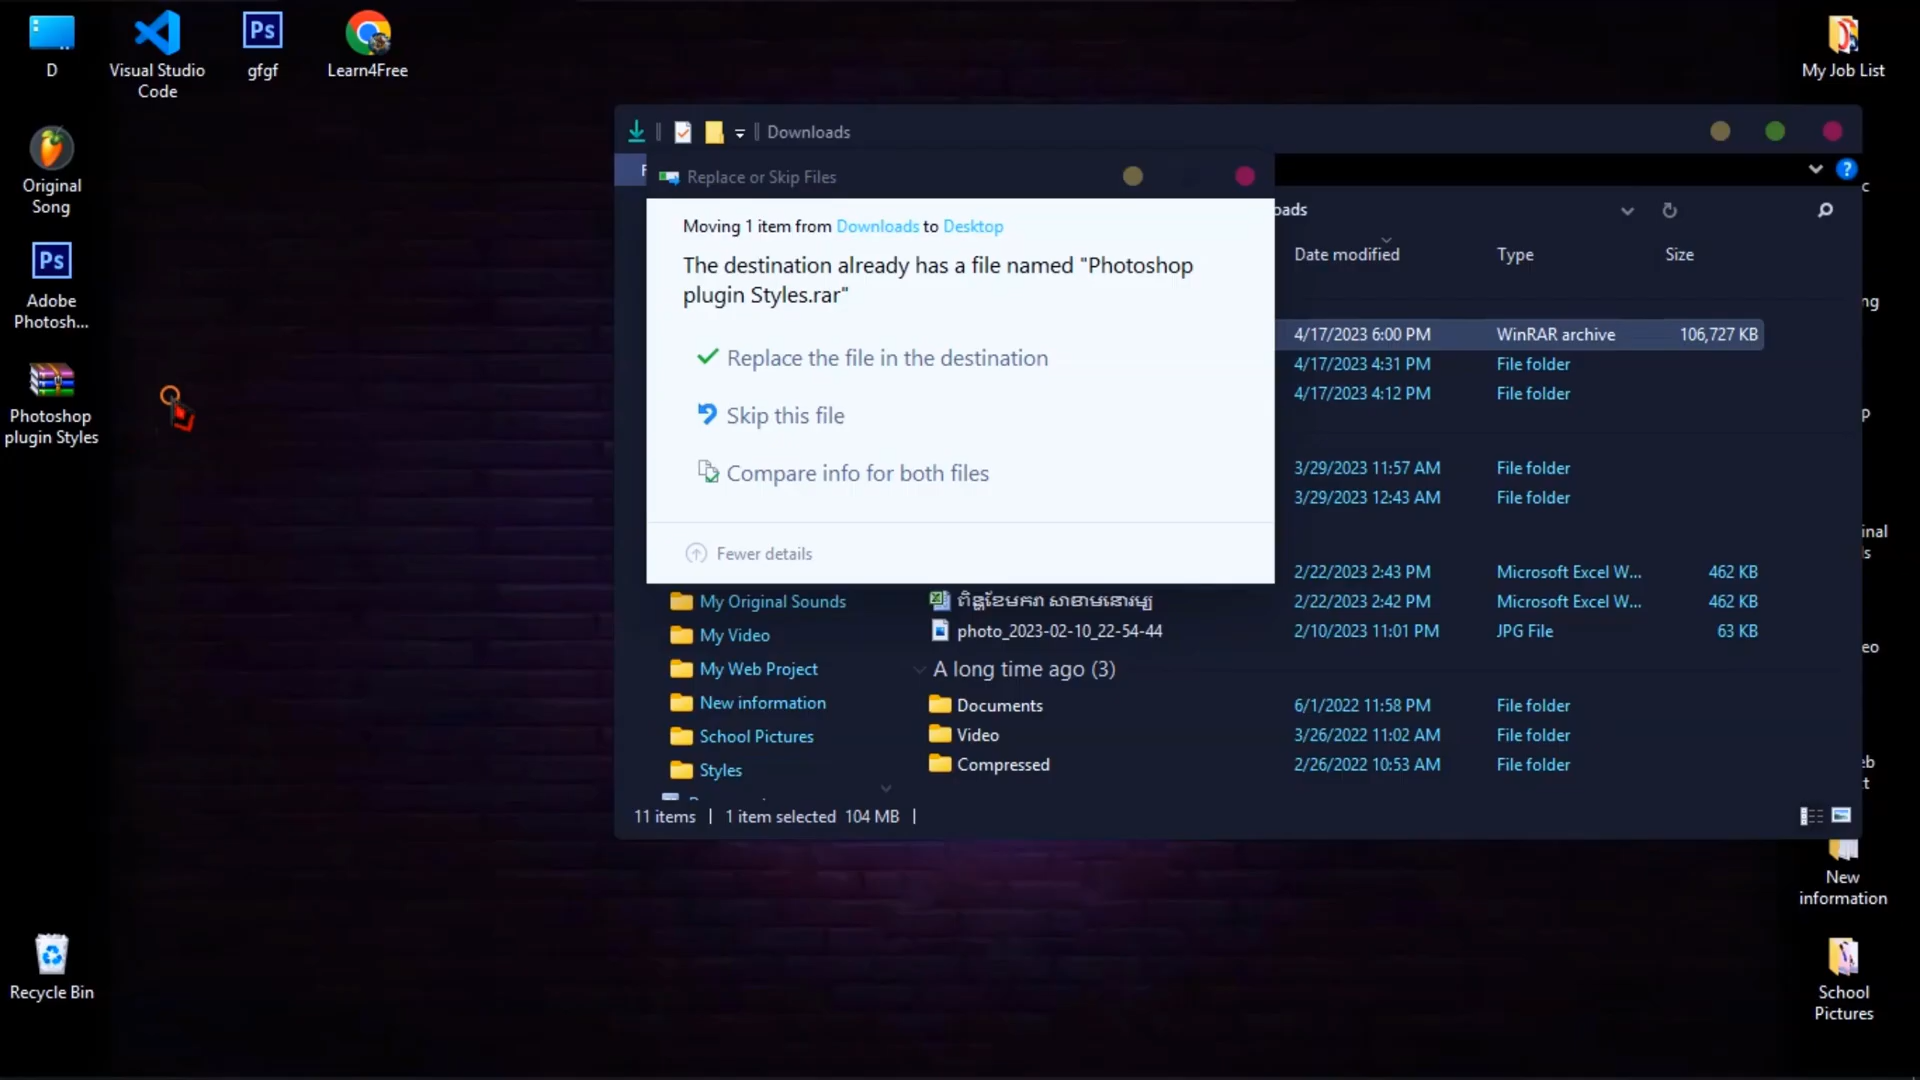 D
Visual Studio
Code
gfgf
Learn4Free
My Job List
Original
Song
Adobe
Photosh...
Photoshop
plugin Styles
Recycle Bin
Downloads
Replace or Skip Files
Moving 1 item from Downloads to Desktop
The destination already has a file named "Photoshop
plugin Styles.rar"
Replace the file in the destination
Skip this file
Compare info for both files
Fewer details
oads
Date modified Type Size
4/17/2023 6:00 PM WinRAR archive 106,727 KB
4/17/2023 4:31 PM File folder
4/17/2023 4:12 PM File folder
3/29/2023 11:57 AM File folder
3/29/2023 12:43 AM File folder
2/22/2023 2:43 PM Microsoft Excel W... 462 KB
2/22/2023 2:42 PM Microsoft Excel W... 462 KB
photo_2023-02-10_22-54-44 2/10/2023 11:01 PM JPG File 63 KB
A long time ago (3)
Documents 6/1/2022 11:58 PM File folder
Video 3/26/2022 11:02 AM File folder
Compressed 2/26/2022 10:53 AM File folder
My Original Sounds
My Video
My Web Project
New information
School Pictures
Styles
11 items | 1 item selected 104 MB |
New
information
School
Pictures